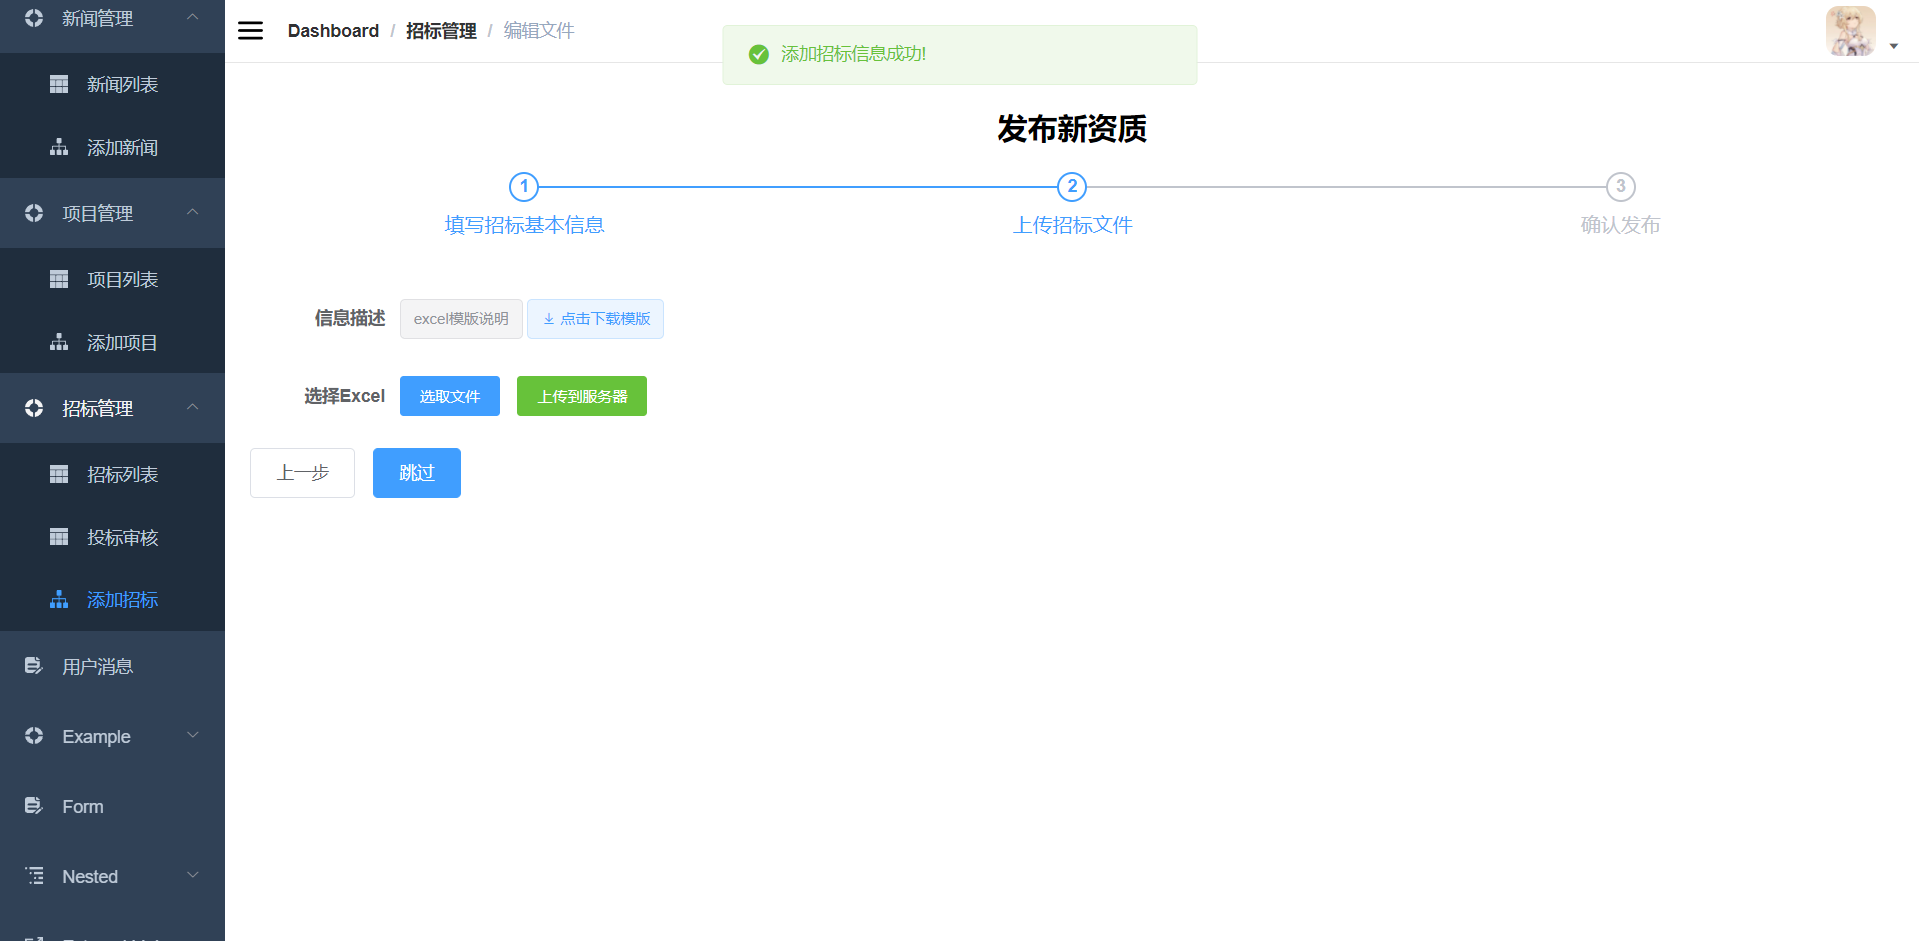 新闻管理
新闻列表
添加新闻
项目管理
项目列表
添加项目
招标管理
招标列表
投标审核
添加招标
用户消息
Example
Form
Nested
Dashboard / 招标管理 / 编辑文件
添加招标信息成功!
发布新资质
1 2 3
填写招标基本信息 上传招标文件 确认发布
信息描述 excel模版说明 点击下载模版
选择Excel 选取文件 上传到服务器
上一步 跳过